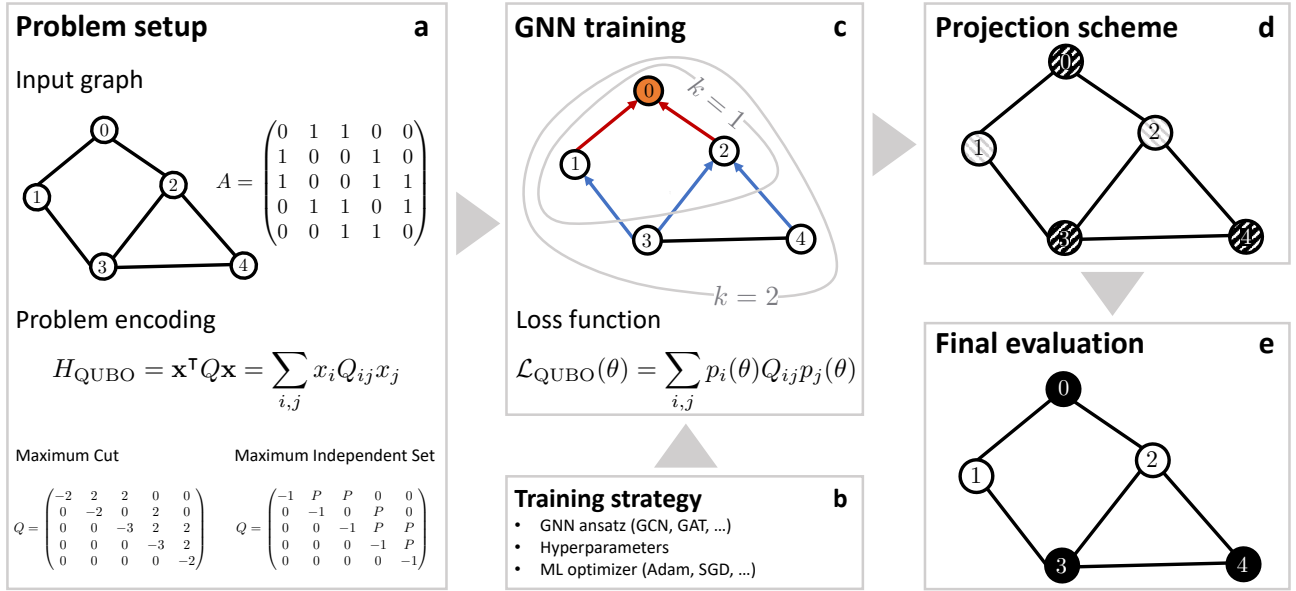 Problem setup a
Input graph
0
1
2
3
4
A = 
0 1 1 0 0
1 0 0 1 0
1 0 0 1 1
0 1 1 0 1
0 0 1 1 0
Problem encoding
H_QUBO = x^⊤Qx = ∑_{i,j} x_i Q_{ij} x_j
Maximum Cut
Q =
−2 2 2 0 0
0 −2 0 2 0
0 0 −3 2 2
0 0 0 −3 2
0 0 0 0 −2
Maximum Independent Set
Q =
−1 P P 0 0
0 −1 0 P 0
0 0 −1 P P
0 0 0 −1 P
0 0 0 0 −1
GNN training c
k = 1
0
1
2
3
4
k = 2
Loss function
ℒ_QUBO(θ) = ∑_{i,j} p_i(θ)Q_{ij}p_j(θ)
Training strategy b
• GNN ansatz (GCN, GAT, …)
• Hyperparameters
• ML optimizer (Adam, SGD, …)
Projection scheme d
0
1
2
3
4
Final evaluation e
0
1
2
3
4